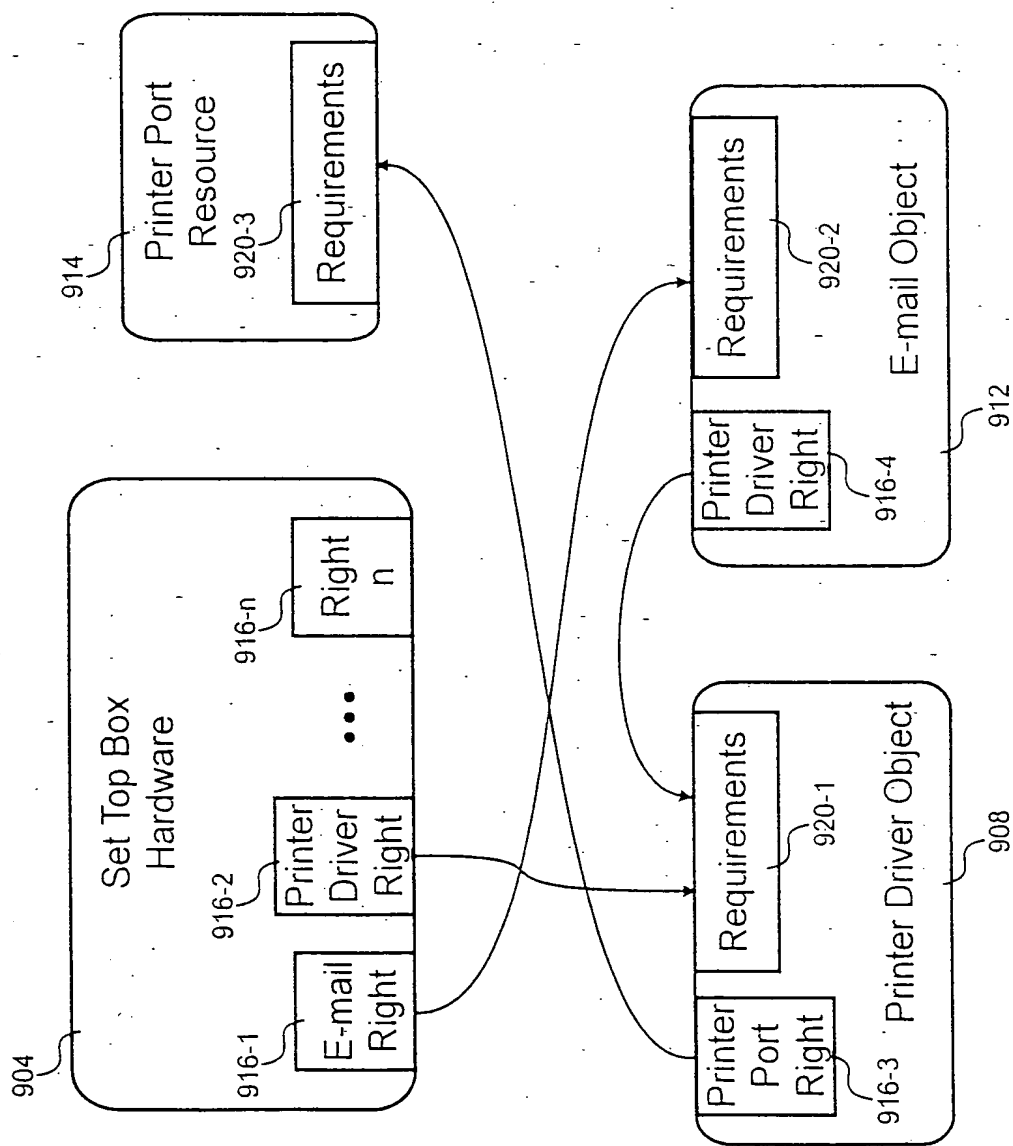 904
Set Top Box
Hardware
916-1
E-mail
Right
916-2
Printer
Driver
Right
•••
916-n
Right
n
914
Printer Port
Resource
920-3
Requirements
Printer
Port
Right
916-3
Requirements
920-1
Printer Driver Object
908
Printer
Driver
Right
916-4
Requirements
920-2
E-mail Object
912